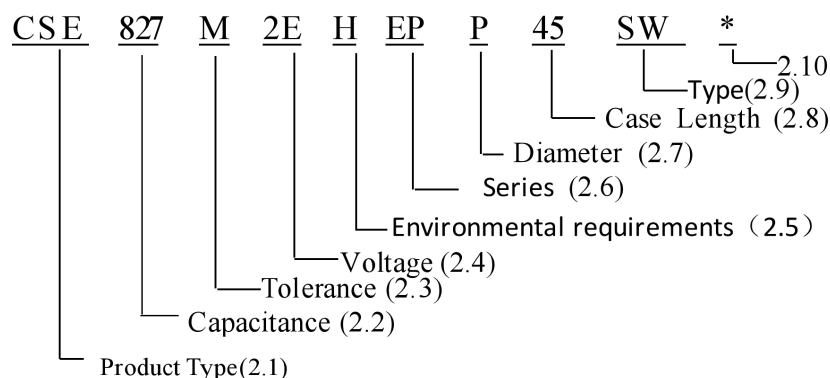 CSE 827 M 2E H EP P 45 SW *
2.10
Type(2.9)
Case Length (2.8)
Diameter (2.7)
Series (2.6)
Environmental requirements（2.5）
Voltage (2.4)
Tolerance (2.3)
Capacitance (2.2)
Product Type(2.1)